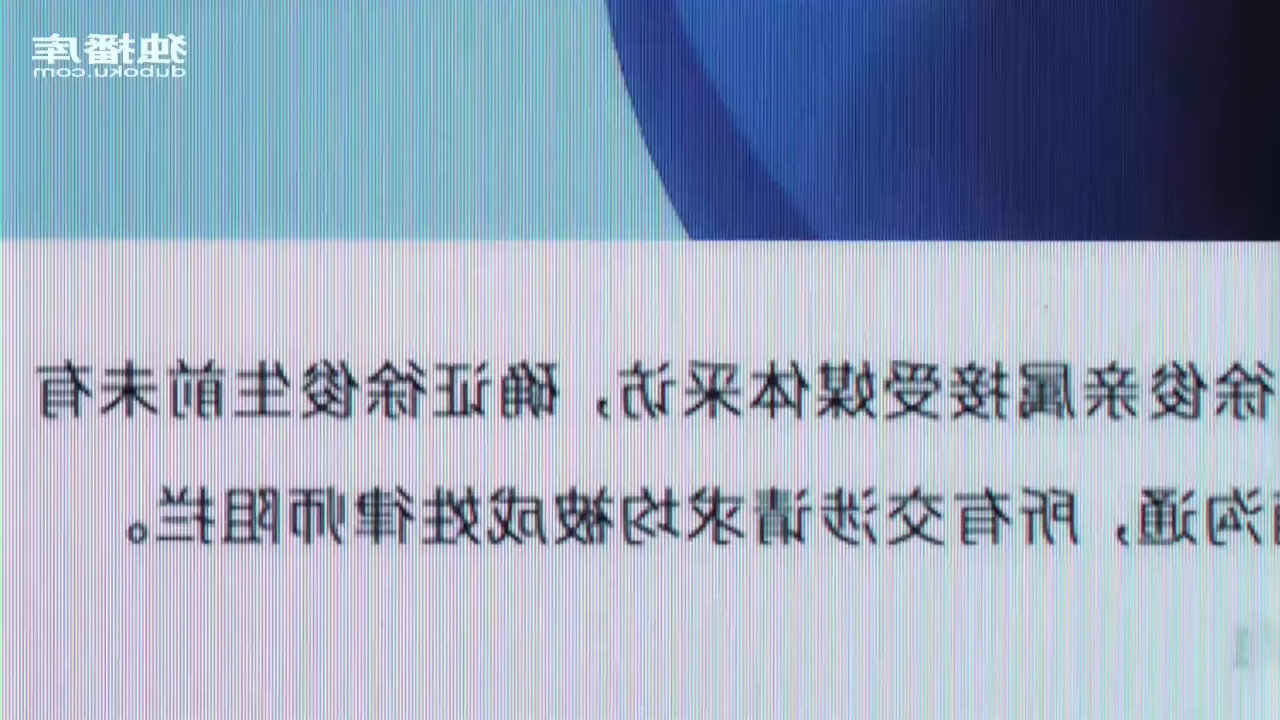 独播库
duboku.com
徐俊亲属接受媒体采访，确证徐俊生前未有
沟通，所有交涉请求均被成姓律师阻拦。